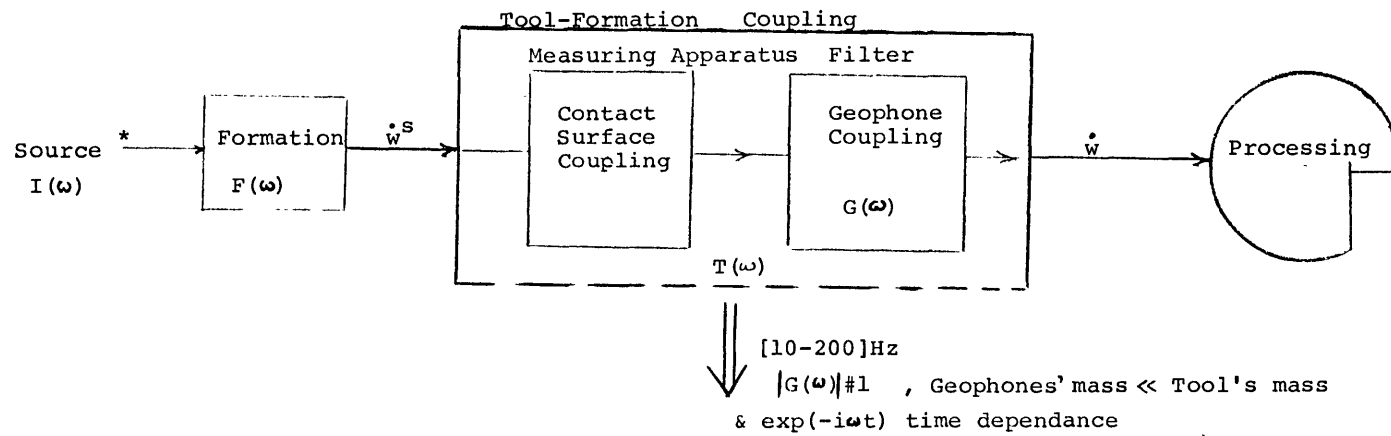 Tool-Formation Coupling
Measuring Apparatus Filter
Source *
I(ω)
Formation
F(ω)
ẇˢ
Contact
Surface
Coupling
Geophone
Coupling
G(ω)
T(ω)
ẇ
Processing
[10-200]Hz
|G(ω)|#1 , Geophones' mass ≪ Tool's mass
& exp(-iωt) time dependance